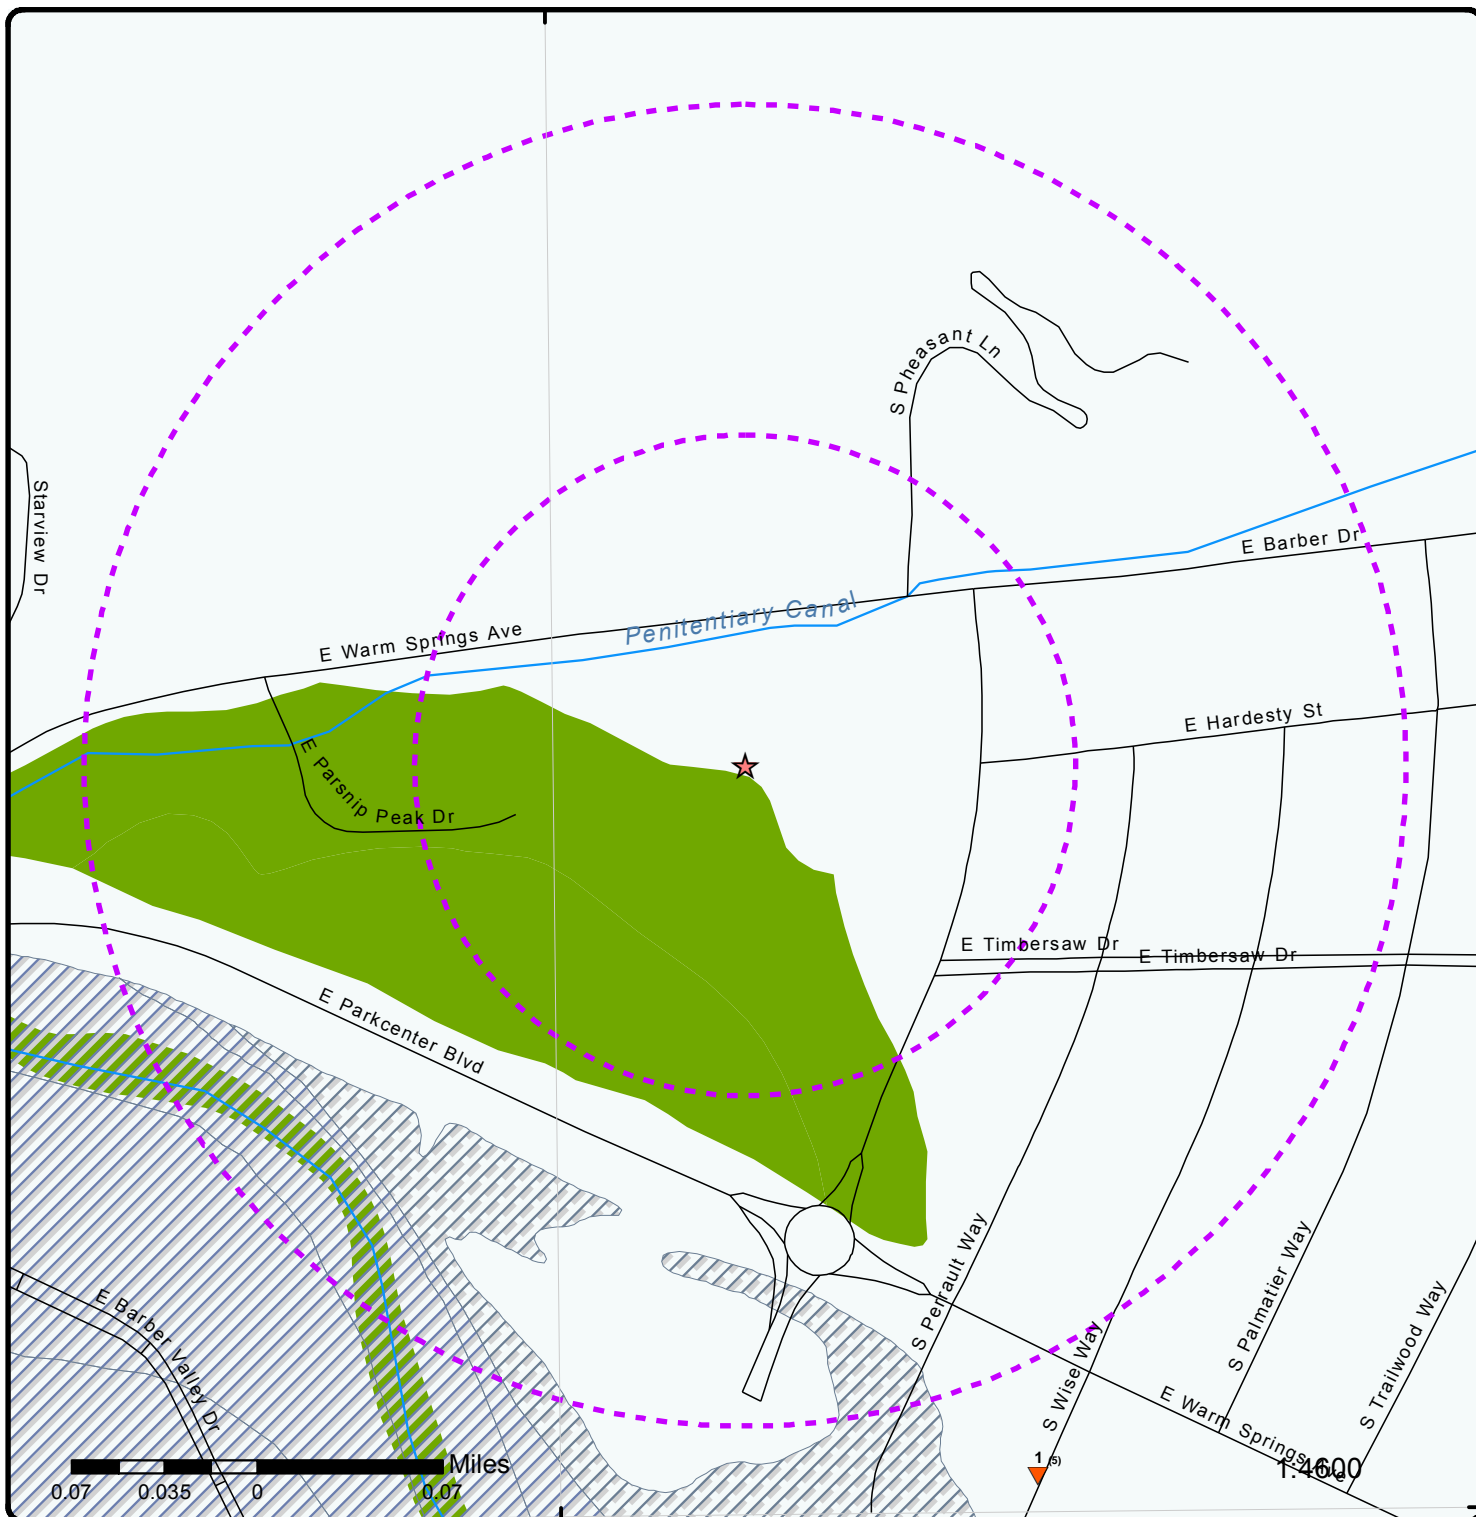 S Pheasant Ln
Starview Dr
E Barber Dr
Penitentiary Canal
E Warm Springs Ave
E Hardesty St
E Parsnip Peak Dr
E Timbersaw Dr
E Timbersaw Dr
E Parkcenter Blvd
S Perrault Way
S Palmatier Way
E Barber Valley Dr
S Wise Way
S Trailwood Way
E Warm Springs
1 (5)
Miles
1:4600
0.07 0.035 0 0.07